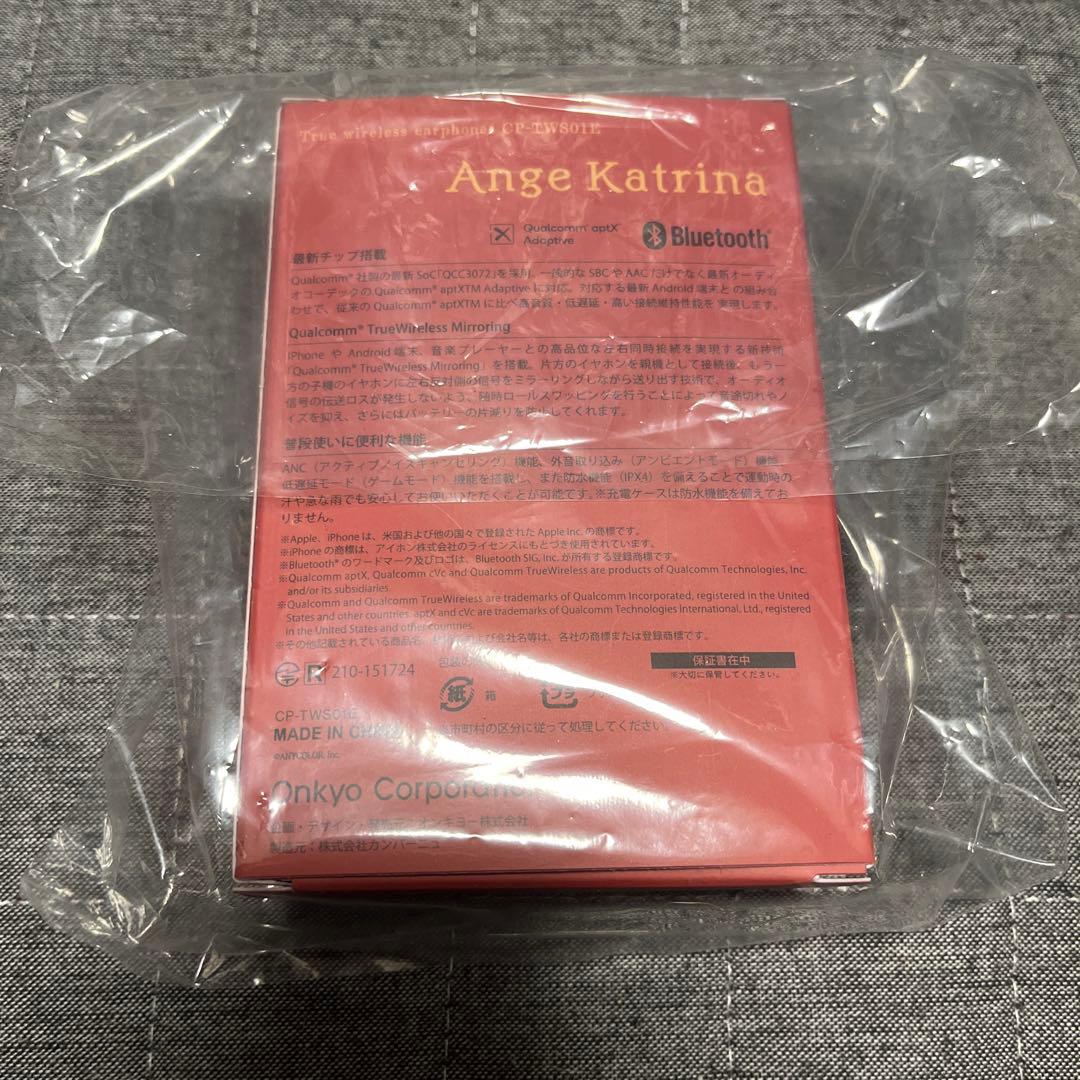 True wireless earphones CP-TWS01E
Ange Katrina
Qualcomm® aptX™
Adaptive
Bluetooth®
最新チップ搭載
Qualcomm® 社製の最新 SoC「QCC3072」を採用。一般的な SBC や AAC だけでなく最新オーディ
オコーデックの Qualcomm® aptXTM Adaptive に対応。対応する最新 Android 端末との組み合
わせで、従来の Qualcomm® aptXTM に比べ高音質・低遅延・高い接続維持性能を実現します。
Qualcomm® TrueWireless Mirroring
iPhone や Android 端末、音楽プレーヤーとの高品位な左右同時接続を実現する新技術
「Qualcomm® TrueWireless Mirroring」を搭載。片方のイヤホンを親機として接続後、もう一
方の子機のイヤホンに左右反対側の信号をミラーリングしながら送り出す技術で、オーディオ
信号の伝送ロスが発生しないよう、随時ロールスワッピングを行うことによって音途切れやノ
イズを抑え、さらにはバッテリーの片減りを防止してくれます。
普段使いに便利な機能
ANC（アクティブノイズキャンセリング）機能、外音取り込み（アンビエントモード）機能、
低遅延モード（ゲームモード）機能を搭載し、また防水機能（IPX4）を備えることで運動時の
汗や急な雨でも安心してお使いいただくことが可能です。※充電ケースは防水機能を備えてお
りません。
※Apple、iPhone は、米国および他の国々で登録された Apple Inc. の商標です。
※iPhone の商標は、アイホン株式会社のライセンスにもとづき使用されています。
※Bluetooth® のワードマーク及びロゴは、Bluetooth SIG, Inc. が所有する登録商標です。
※Qualcomm aptX, Qualcomm cVc and Qualcomm TrueWireless are products of Qualcomm Technologies, Inc.
and/or its subsidiaries.
※Qualcomm and Qualcomm TrueWireless are trademarks of Qualcomm Incorporated, registered in the United
States and other countries. aptX and cVc are trademarks of Qualcomm Technologies International, Ltd., registered
in the United States and other countries.
※その他記載されている商品名、および会社名等は、各社の商標または登録商標です。
R 210-151724
包装の
保証書在中
※大切に保管してください。
紙 箱
プラ
CP-TWS01E
市町村の区分に従って処理してください。
MADE IN CHINA
©ANYCOLOR, Inc.
Onkyo Corporation
企画・デザイン・発売元：オンキヨー株式会社
製造元：株式会社カンバーニュ